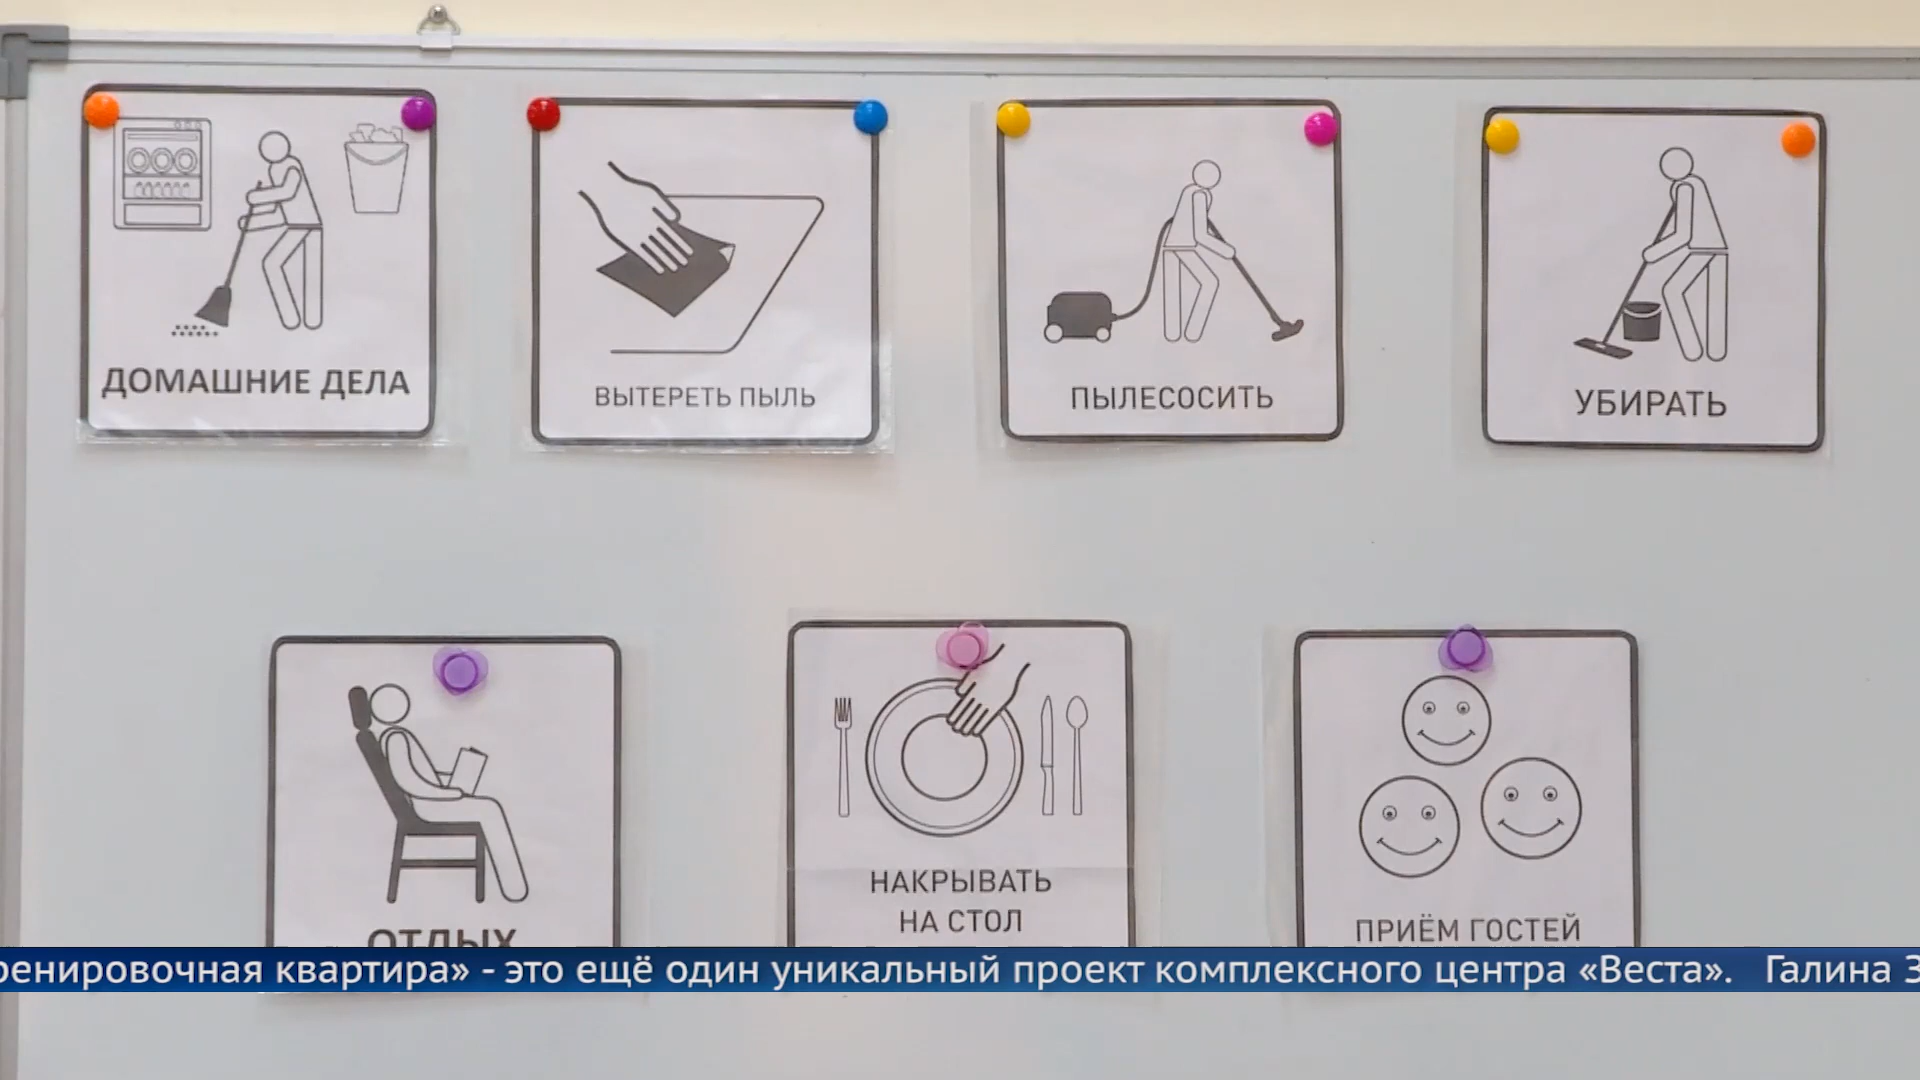 ДОМАШНИЕ ДЕЛА
ВЫТЕРЕТЬ ПЫЛЬ
ПЫЛЕСОСИТЬ
УБИРАТЬ
ОТДЫХ
НАКРЫВАТЬ
НА СТОЛ
ПРИЁМ ГОСТЕЙ
квартира» - это ещё один уникальный проект комплексного центра «Веста». Галина